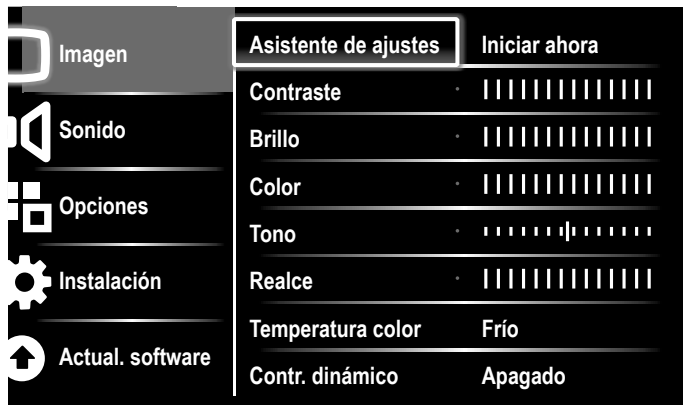 Imagen
Sonido
Opciones
Instalación
Actual. software
Asistente de ajustes Iniciar ahora
Contraste
Brillo
Color
Tono
Realce
Temperatura color Frío
Contr. dinámico Apagado